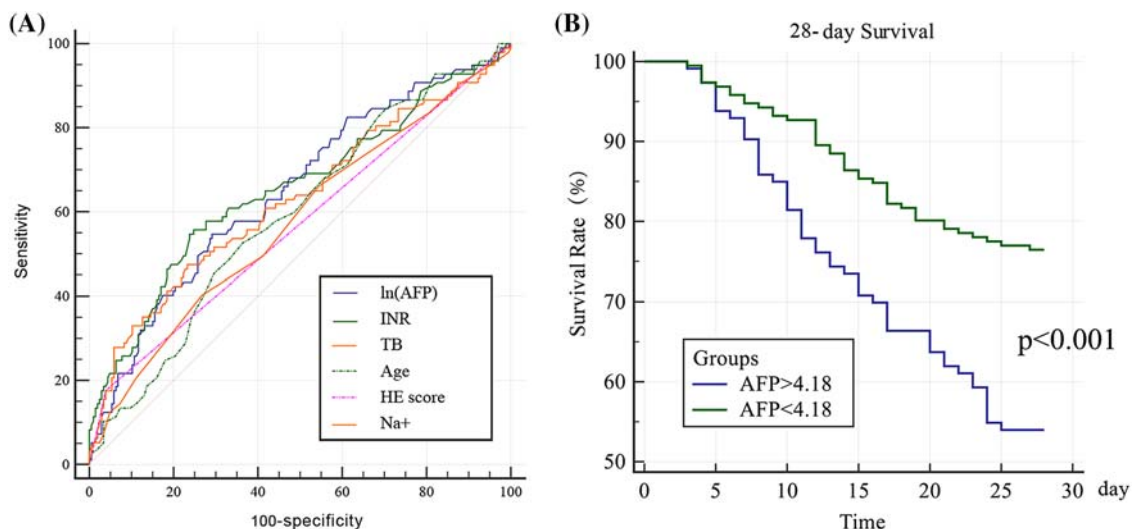 (A)
100
80
60
40
20
0
Sensitivity
0 20 40 60 80 100
100-specificity
ln(AFP)
INR
TB
Age
HE score
Na+
(B)
28- day Survival
100
90
80
70
60
50
Survival Rate (%)
0 5 10 15 20 25 30 day
Time
p<0.001
Groups
AFP>4.18
AFP<4.18